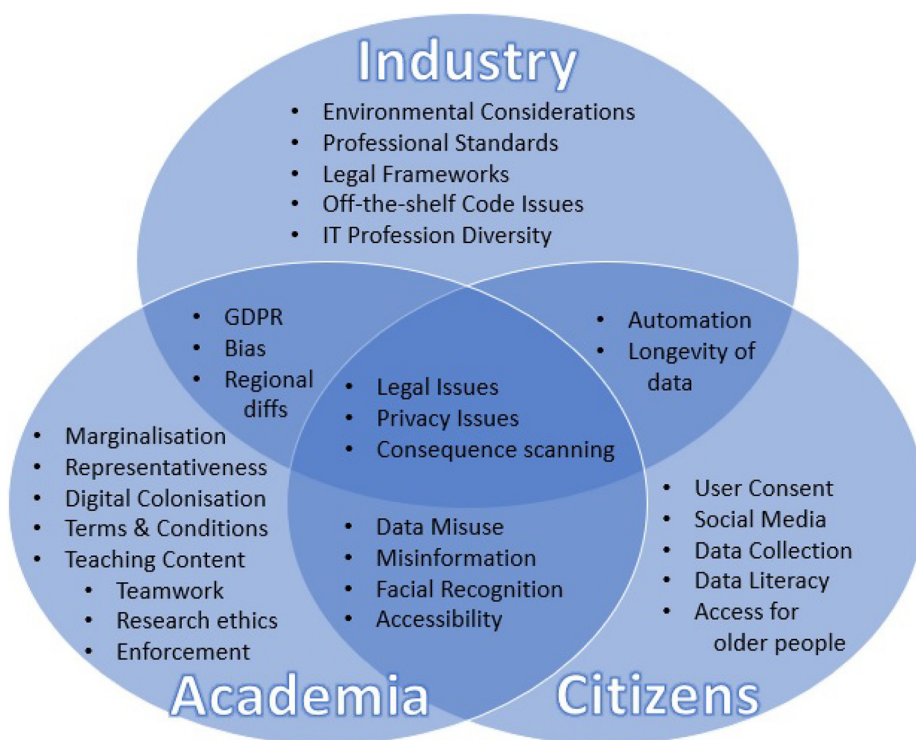 Industry
• Environmental Considerations
• Professional Standards
• Legal Frameworks
• Off-the-shelf Code Issues
• IT Profession Diversity
• GDPR
• Bias
• Regional
diffs
• Automation
• Longevity of
data
• Legal Issues
• Privacy Issues
• Consequence scanning
• Marginalisation
• Representativeness
• Digital Colonisation
• Terms & Conditions
• Teaching Content
• Teamwork
• Research ethics
• Enforcement
• Data Misuse
• Misinformation
• Facial Recognition
• Accessibility
• User Consent
• Social Media
• Data Collection
• Data Literacy
• Access for
older people
Academia
Citizens